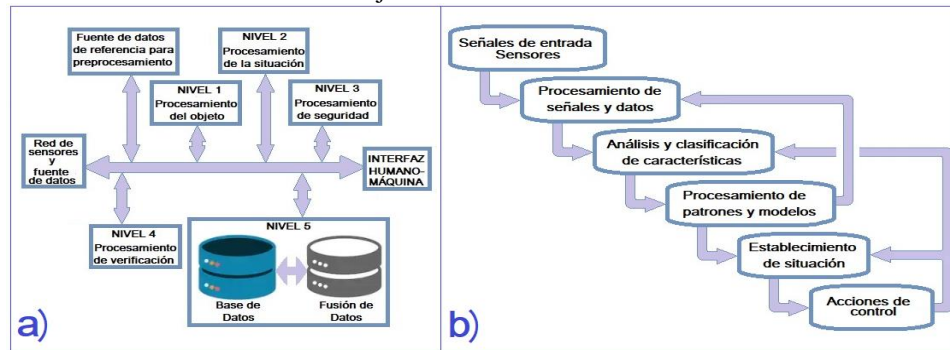 Fuente de datos
de referencia para
preprocesamiento
NIVEL 2
Procesamiento
de la situación
NIVEL 1
Procesamiento
del objeto
NIVEL 3
Procesamiento
de seguridad
Red de
sensores
y
fuente
de datos
INTERFAZ
HUMANO-
MÁQUINA
NIVEL 4
Procesamiento
de verificación
NIVEL 5
Base de
Datos
Fusión de
Datos
a)
Señales de entrada
Sensores
Procesamiento de
señales y datos
Análisis y clasificación
de características
Procesamiento de
patrones y modelos
Establecimiento
de situación
Acciones de
control
b)